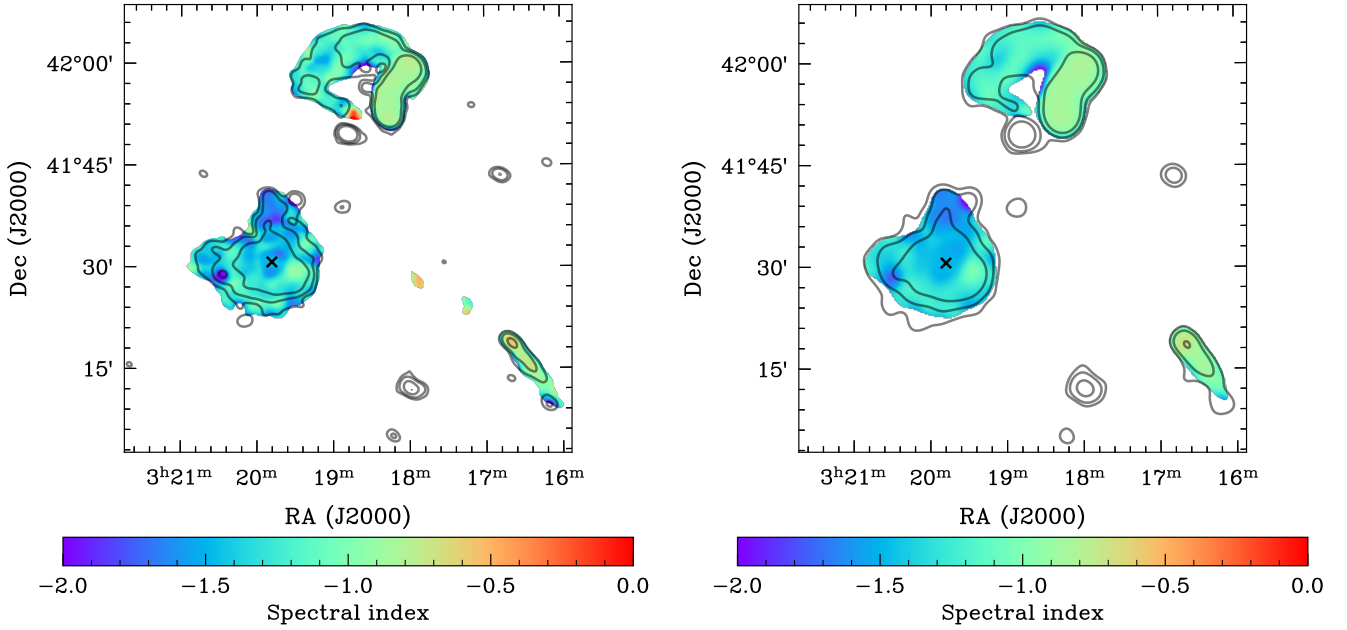 42°00'
41°45'
30'
15'
Dec (J2000)
3ʰ21ᵐ 20ᵐ 19ᵐ 18ᵐ 17ᵐ 16ᵐ
RA (J2000)
−2.0 −1.5 −1.0 −0.5 0.0
Spectral index
42°00'
41°45'
30'
15'
Dec (J2000)
3ʰ21ᵐ 20ᵐ 19ᵐ 18ᵐ 17ᵐ 16ᵐ
RA (J2000)
−2.0 −1.5 −1.0 −0.5 0.0
Spectral index